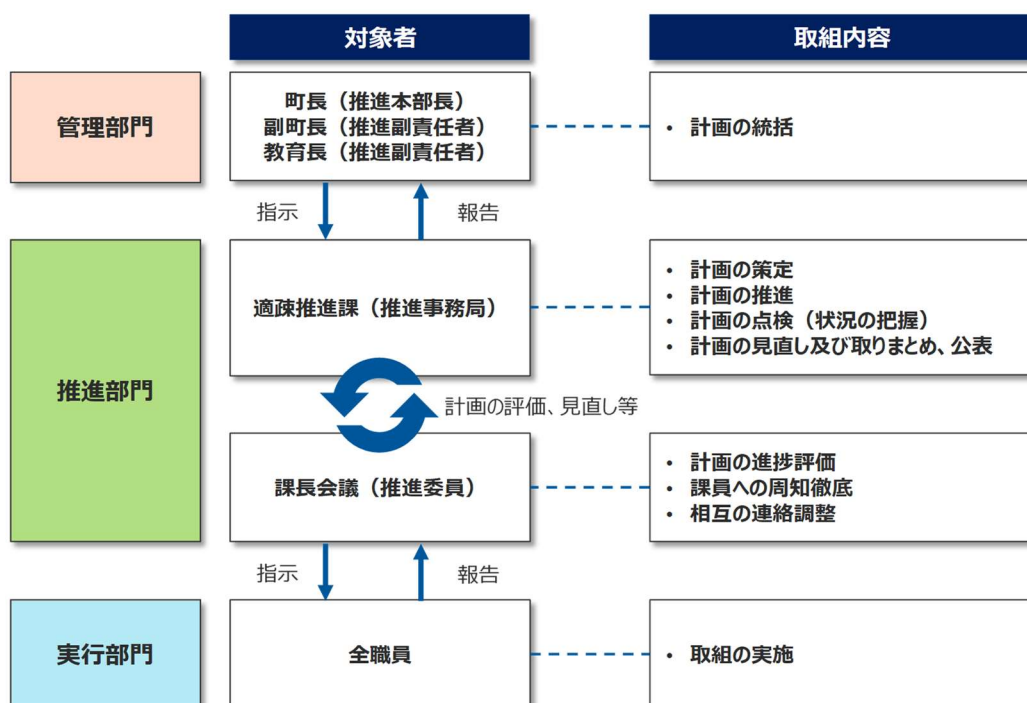 対象者
取組内容
管理部門
町長（推進本部長）
副町長（推進副責任者）
教育長（推進副責任者）
• 計画の統括
指示
報告
推進部門
適疎推進課（推進事務局）
• 計画の策定
• 計画の推進
• 計画の点検（状況の把握）
• 計画の見直し及び取りまとめ、公表
計画の評価、見直し等
課長会議（推進委員）
• 計画の進捗評価
• 課員への周知徹底
• 相互の連絡調整
指示
報告
実行部門
全職員
• 取組の実施